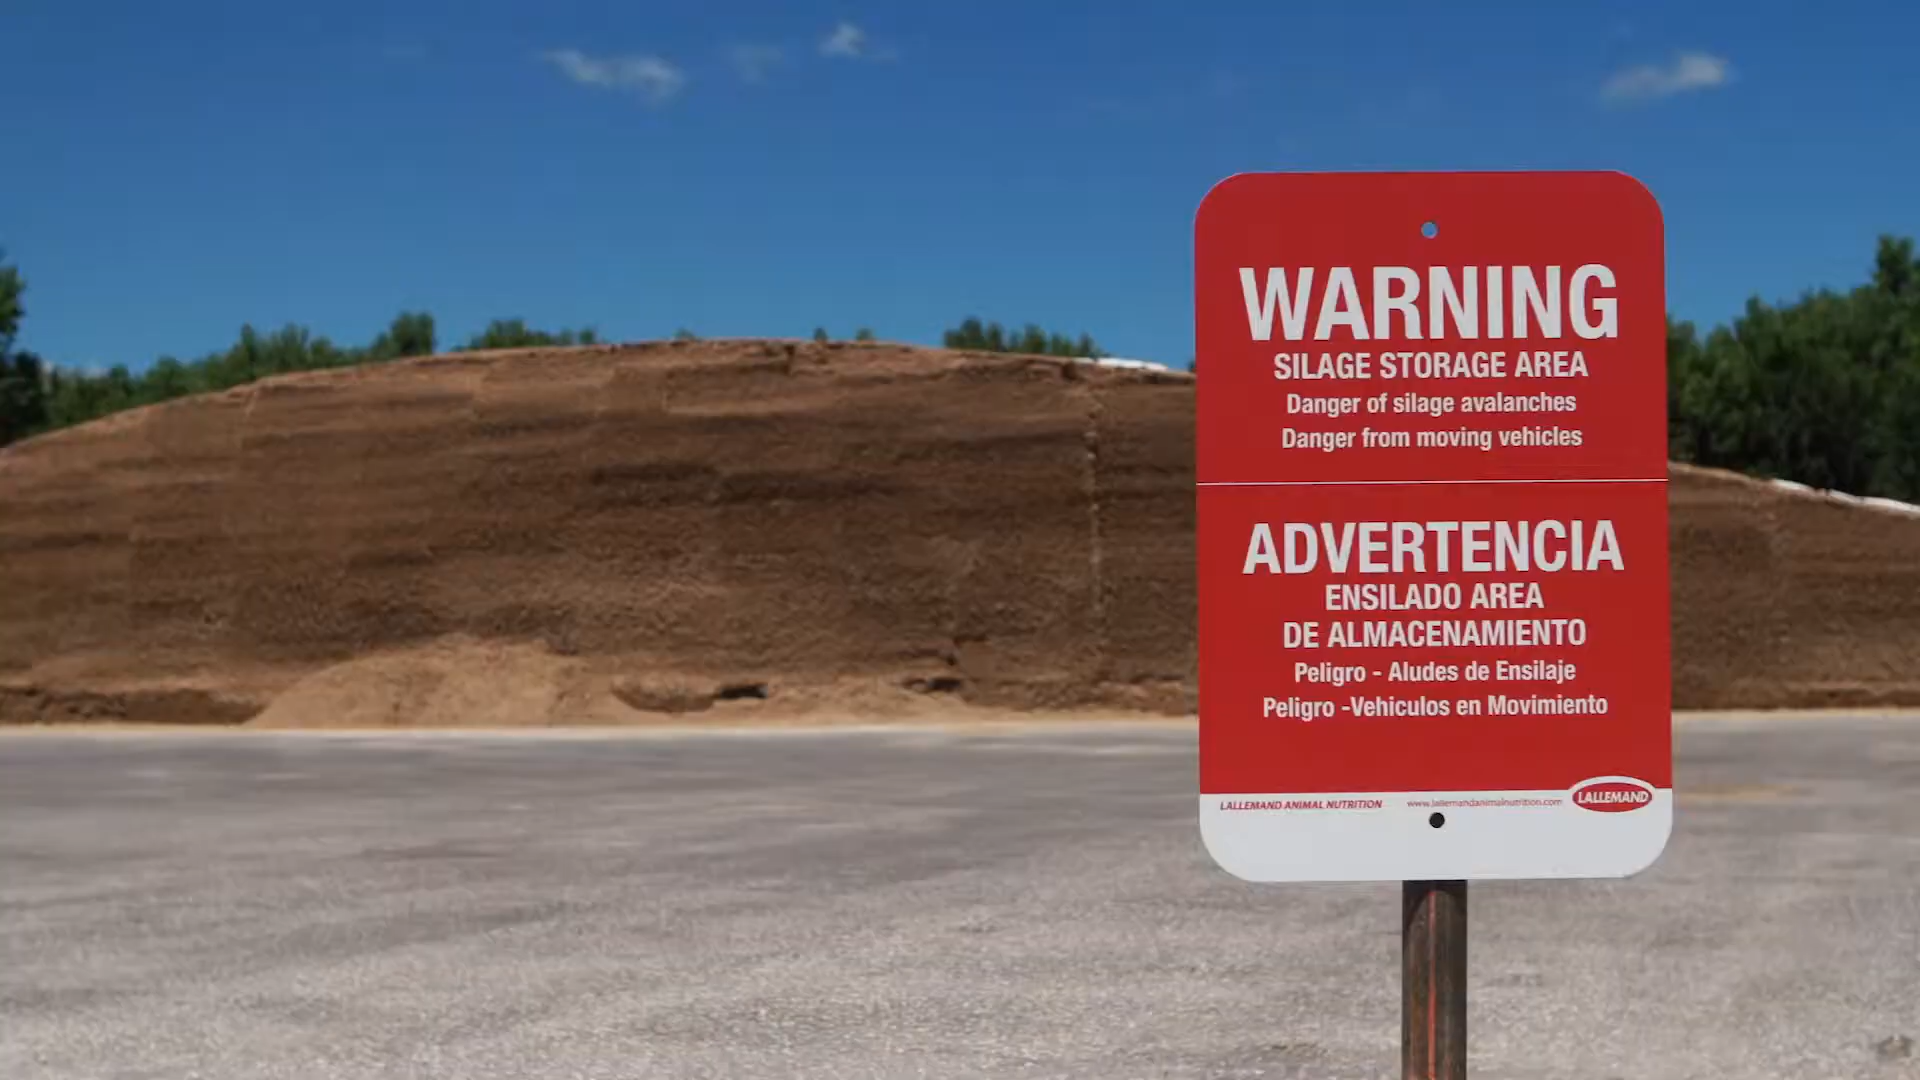 WARNING
SILAGE STORAGE AREA
Danger of silage avalanches
Danger from moving vehicles
ADVERTENCIA
ENSILADO AREA
DE ALMACENAMIENTO
Peligro - Aludes de Ensilaje
Peligro -Vehiculos en Movimiento
LALLEMAND ANIMAL NUTRITION www.lallemandanimalnutrition.com LALLEMAND